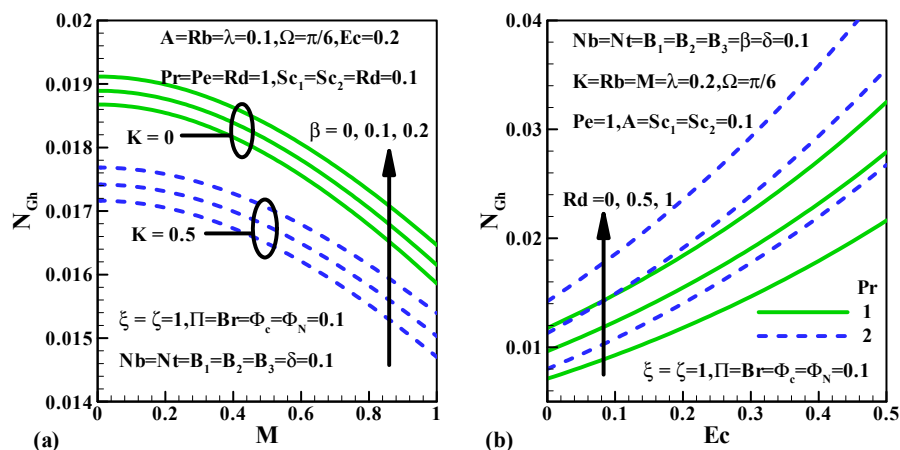 A=Rb=λ=0.1,Ω=π/6,Ec=0.2
Pr=Pe=Rd=1,Sc₁=Sc₂=Rd=0.1
K = 0
β = 0, 0.1, 0.2
K = 0.5
ξ = ζ=1,Π=Br=Φc=Φ_N=0.1
Nb=Nt=B₁=B₂=B₃=δ=0.1
0.02
0.019
0.018
0.017
0.016
0.015
0.014
N_Gh
0 0.2 0.4 0.6 0.8 1
(a)
M
Nb=Nt=B₁=B₂=B₃=β=δ=0.1
K=Rb=M=λ=0.2,Ω=π/6
Pe=1,A=Sc₁=Sc₂=0.1
Rd =0, 0.5, 1
Pr
1
2
ξ = ζ=1,Π=Br=Φc=Φ_N=0.1
0.04
0.03
0.02
0.01
N_Gh
0 0.1 0.2 0.3 0.4 0.5
(b)
Ec